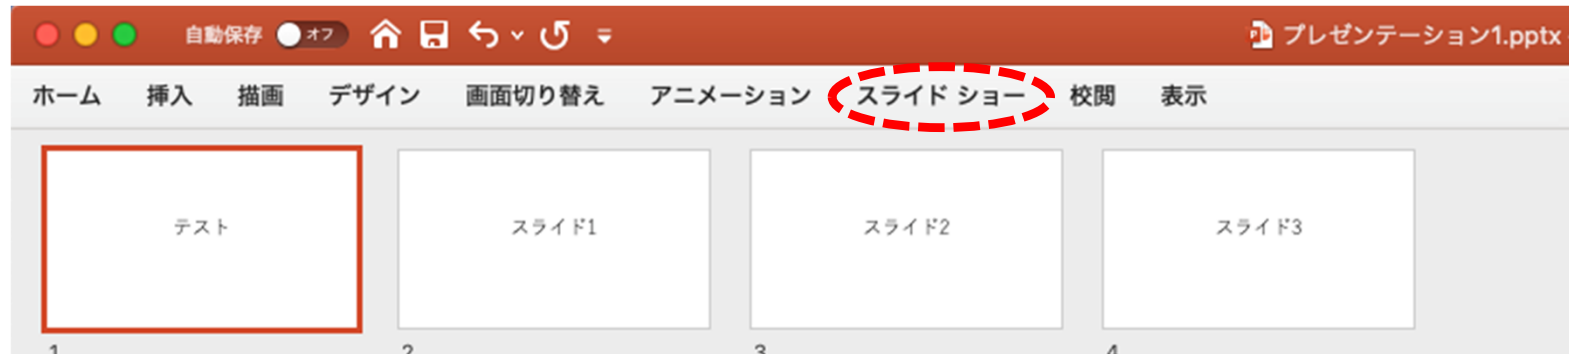 自動保存 オフ プレゼンテーション1.pptx
ホーム 挿入 描画 デザイン 画面切り替え アニメーション スライド ショー 校閲 表示
テスト スライド1 スライド2 スライド3
1 2 3 4